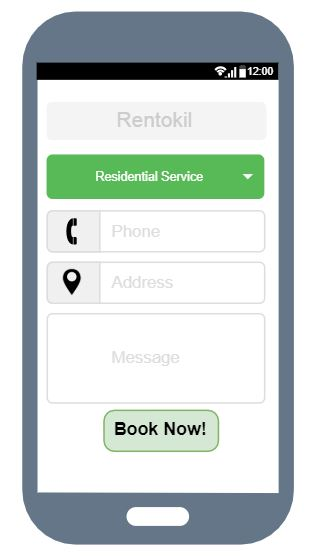 12:00
Rentokil
Residential Service
Phone
Address
Message
Book Now!